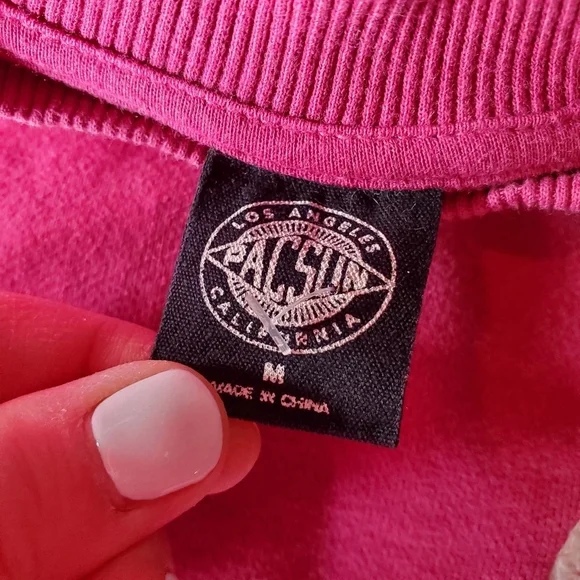 LOS ANGELES
PACSUN
CALIFORNIA
M
MADE IN CHINA